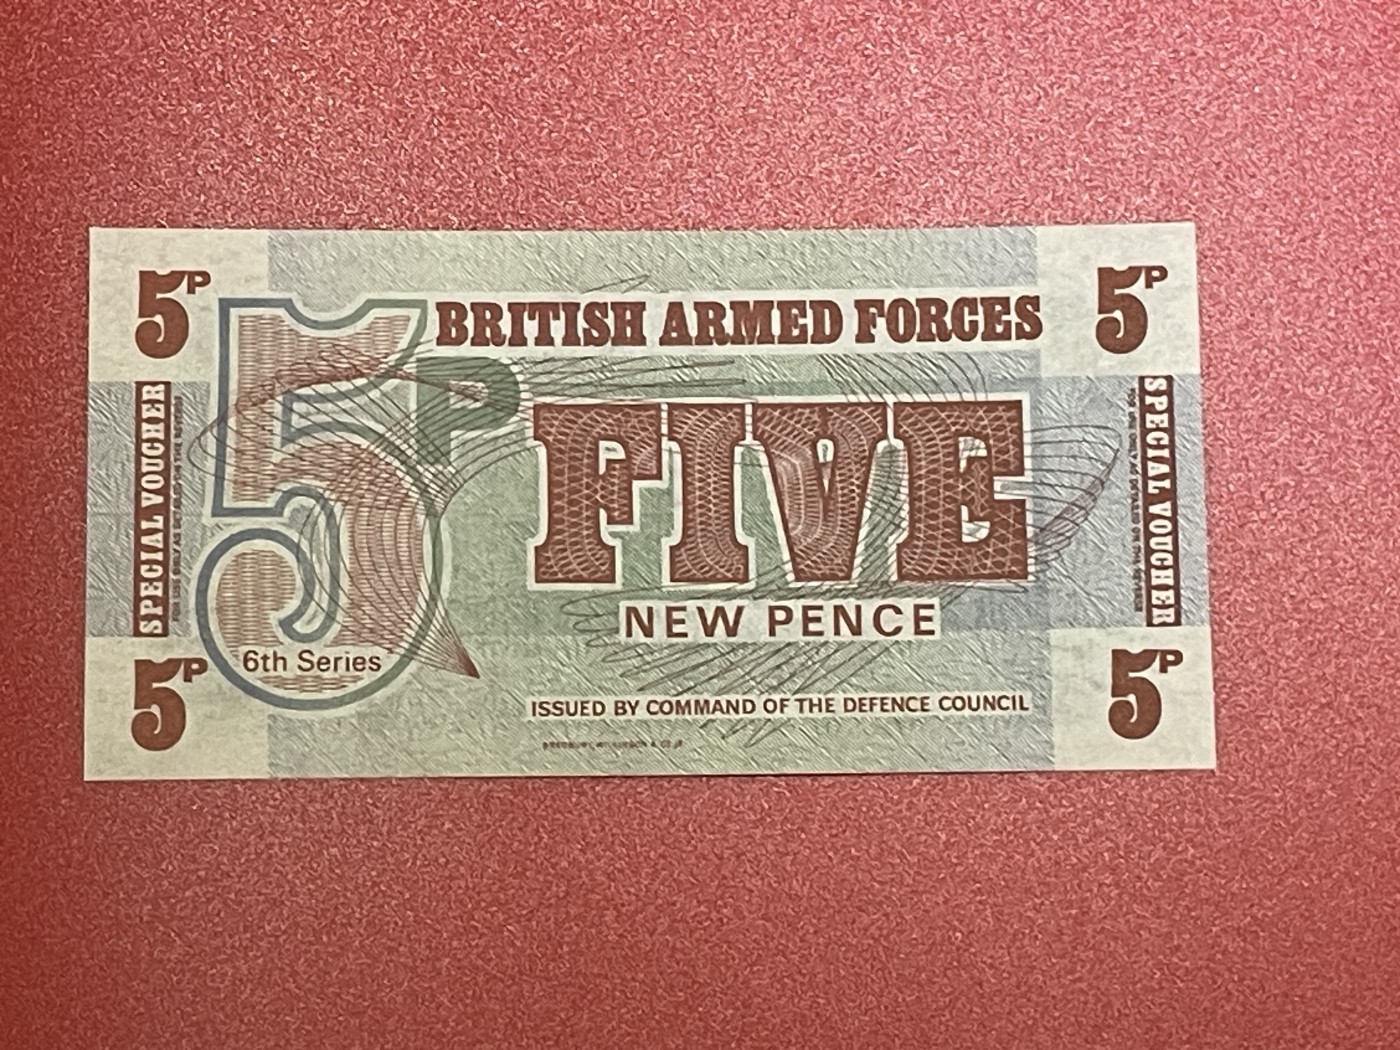 5P
5P
BRITISH ARMED FORCES
5P
SPECIAL VOUCHER
FIVE
SPECIAL VOUCHER
NEW PENCE
6th Series
5P
5P
ISSUED BY COMMAND OF THE DEFENCE COUNCIL